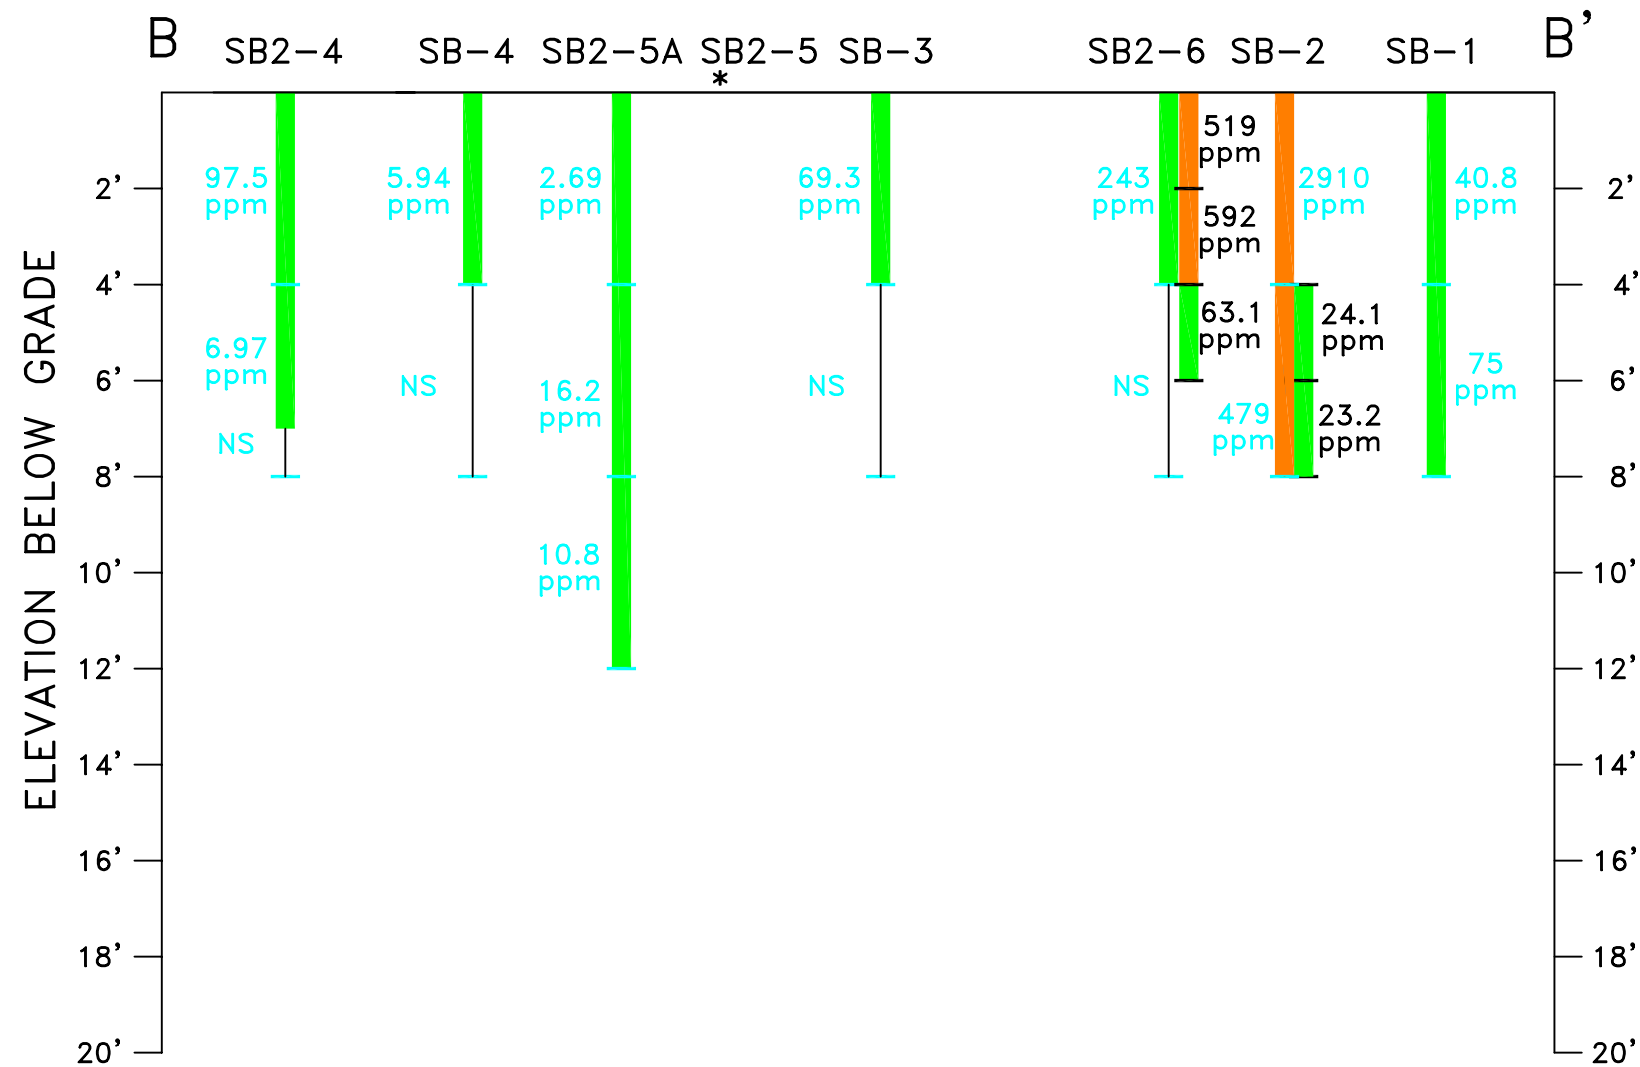 B SB2-4 SB-4 SB2-5A SB2-5 SB-3 SB2-6 SB-2 SB-1 B'
*
519
ppm
97.5 5.94 2.69 69.3 243 2910 40.8
ppm ppm ppm ppm ppm ppm ppm
2' 2'
592
ppm
4' 4'
63.1 24.1
ppm ppm
6.97 75
ppm ppm
6' NS 16.2 NS NS 6'
ppm
479 23.2
ppm ppm
NS
8' 8'
10.8
ppm
10' 10'
12' 12'
14' 14'
16' 16'
18' 18'
20' 20'
ELEVATION BELOW GRADE